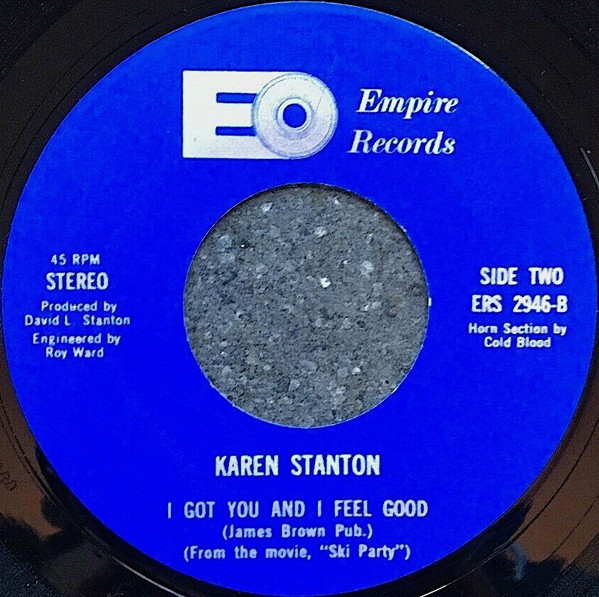 EO
Empire
Records
45 RPM
STEREO
Produced by
David L. Stanton
Engineered by
Roy Ward
SIDE TWO
ERS 2946-B
Horn Section by
Cold Blood
KAREN STANTON
I GOT YOU AND I FEEL GOOD
(James Brown Pub.)
(From the movie, "Ski Party")